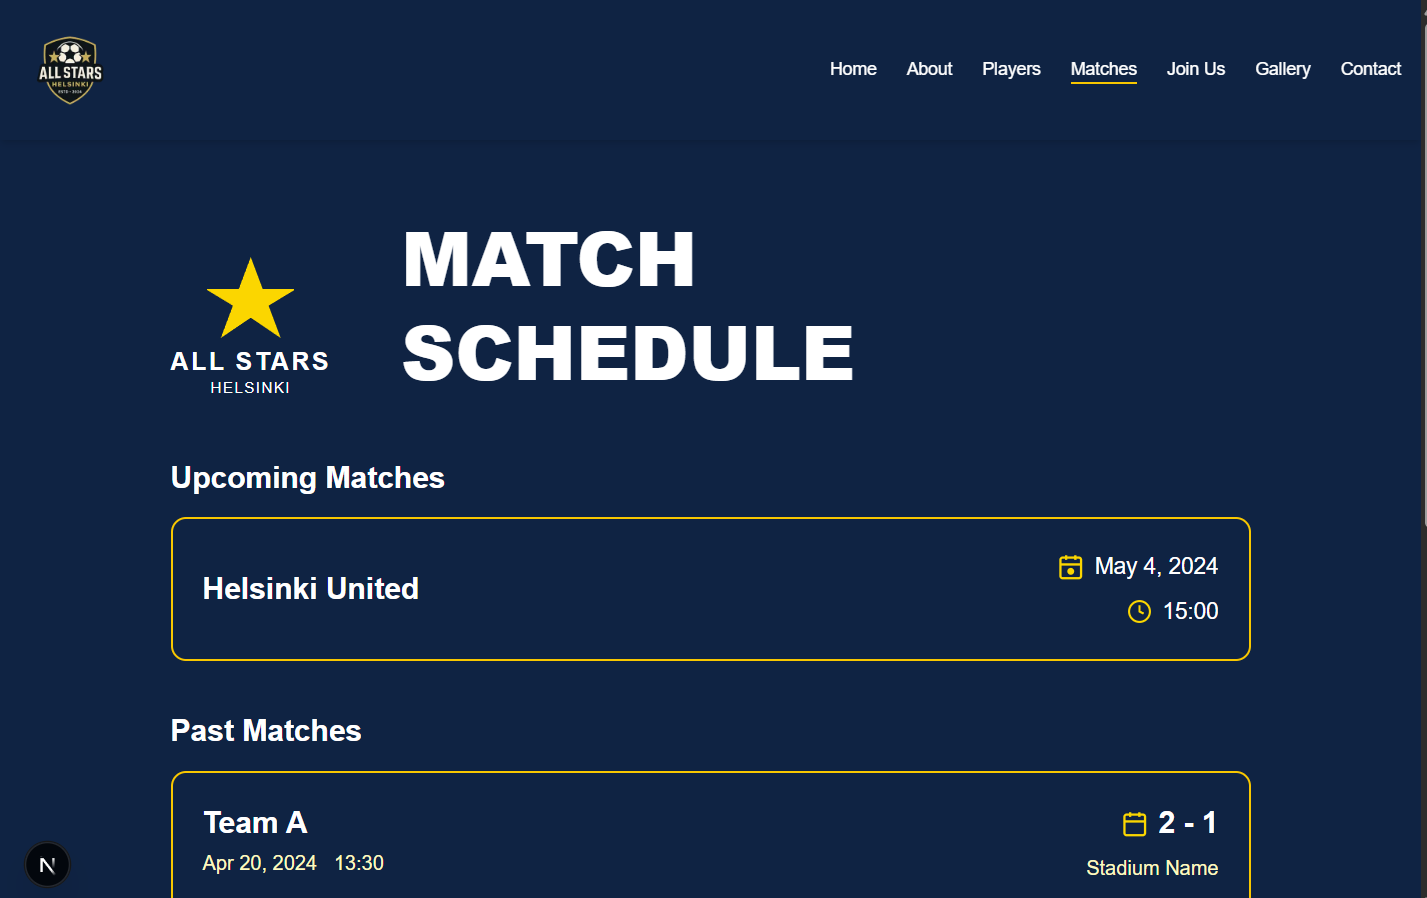 ALL STARS
HELSINKI
Home About Players Matches Join Us Gallery Contact
MATCH
SCHEDULE
ALL STARS
HELSINKI
Upcoming Matches
Helsinki United
May 4, 2024
15:00
Past Matches
Team A
2 - 1
Apr 20, 2024 13:30
Stadium Name
N